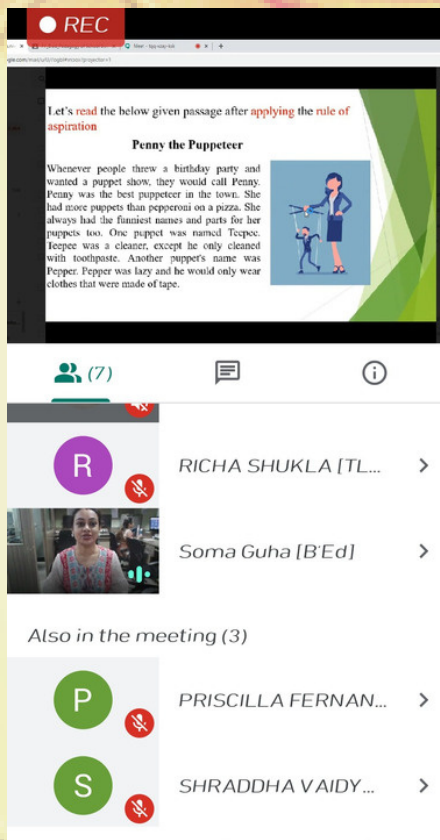 REC
Let's read the below given passage after applying the rule of
aspiration
Penny the Puppeteer
Whenever people threw a birthday party and
wanted a puppet show, they would call Penny.
Penny was the best puppeteer in the town. She
had more puppets than pepperoni on a pizza. She
always had the funniest names and parts for her
puppets too. One puppet was named Teepee.
Teepee was a cleaner, except he only cleaned
with toothpaste. Another puppet's name was
Pepper. Pepper was lazy and he would only wear
clothes that were made of tape.
(7)
R
RICHA SHUKLA [TL...
Soma Guha [B'Ed]
Also in the meeting (3)
P
PRISCILLA FERNAN...
S
SHRADDHA VAIDY...